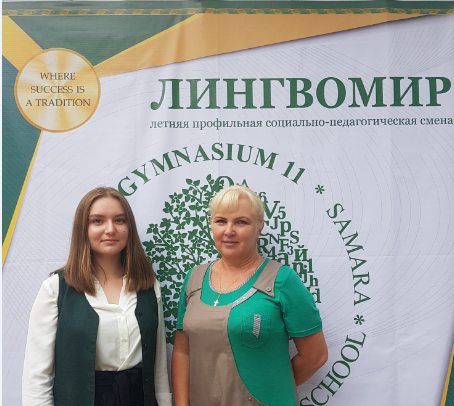 WHERE
SUCCESS IS
A TRADITION
ЛИНГВОМИР
летняя профильная социально-педагогическая смена
GYMNASIUM 11 * SAMARA *
SCHOOL